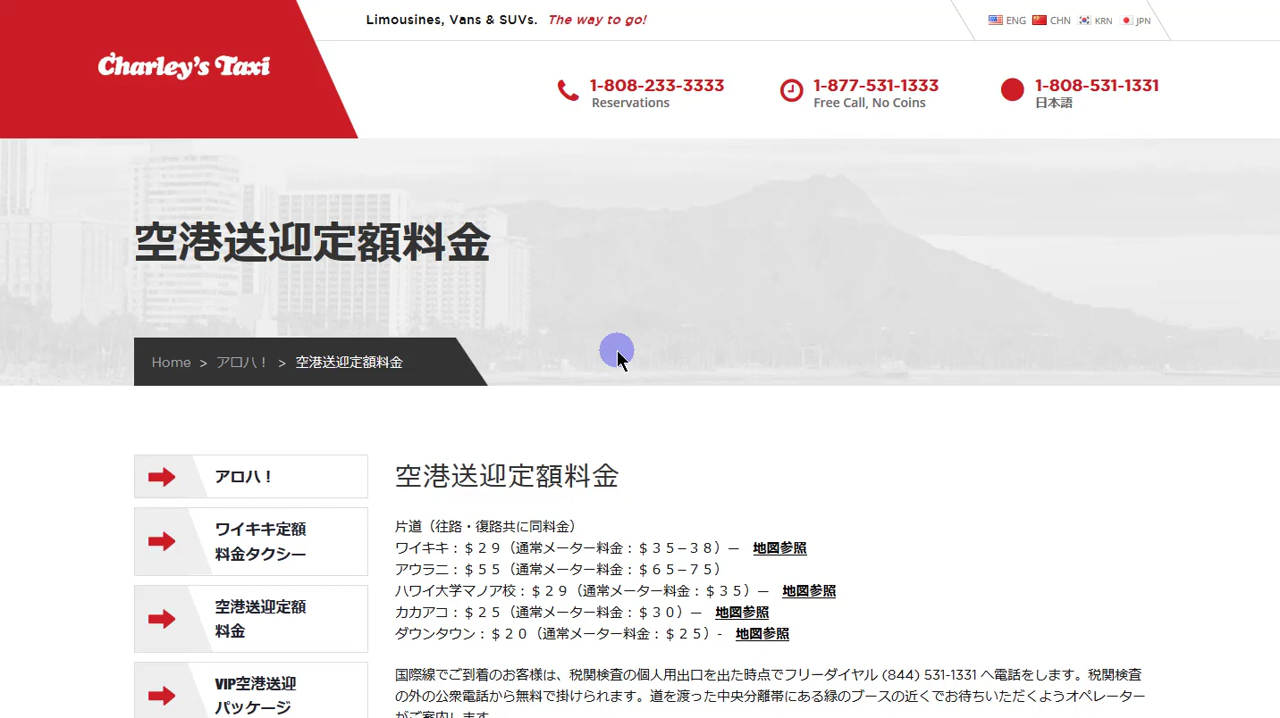 Limousines, Vans & SUVs. The way to go!
ENG CHN KRN JPN
Charley's Taxi
1-808-233-3333
Reservations
1-877-531-1333
Free Call, No Coins
1-808-531-1331
日本語
空港送迎定額料金
Home > アロハ！ > 空港送迎定額料金
アロハ！
ワイキキ定額
料金タクシー
空港送迎定額
料金
VIP空港送迎
パッケージ
空港送迎定額料金
片道（往路・復路共に同料金）
ワイキキ：＄２９（通常メーター料金：＄３５−３８）— 地図参照
アウラニ：＄５５（通常メーター料金：＄６５−７５）
ハワイ大学マノア校：＄２９（通常メーター料金：＄３５）— 地図参照
カカアコ：＄２５（通常メーター料金：＄３０）— 地図参照
ダウンタウン：＄２０（通常メーター料金：＄２５）- 地図参照
国際線でご到着のお客様は、税関検査の個人用出口を出た時点でフリーダイヤル (844) 531-1331 へ電話をします。税関検査
の外の公衆電話から無料で掛けられます。道を渡った中央分離帯にある緑のブースの近くでお待ちいただくようオペレーター
がご案内します。